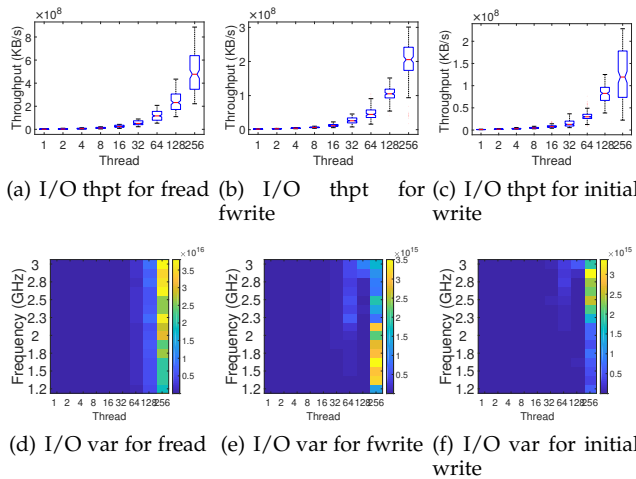 ×10^8
8
6
4
2
0
Throughput (KB/s)
1 2 4 8 16 32 64 128 256
Thread
×10^8
3
2
1
0
Throughput (KB/s)
1 2 4 8 16 32 64 128 256
Thread
×10^8
2
1.5
1
0.5
0
Throughput (KB/s)
1 2 4 8 16 32 64 128 256
Thread
(a) I/O thpt for fread
(b) I/O thpt for
fwrite
(c) I/O thpt for initial
write
Frequency (GHz)
3
2.8
2.5
2.3
2
1.8
1.5
1.2
1 2 4 8 16 32 64 128 256
Thread
×10^16
3.5
3
2.5
2
1.5
1
0.5
Frequency (GHz)
3
2.8
2.5
2.3
2
1.8
1.5
1.2
1 2 4 8 16 32 64 128 256
Thread
×10^15
4
3
2
1
Frequency (GHz)
3
2.8
2.5
2.3
2
1.8
1.5
1.2
1 2 4 8 16 32 64 128 256
Thread
×10^15
3
2.5
2
1.5
1
0.5
(d) I/O var for fread
(e) I/O var for fwrite
(f) I/O var for initial
write